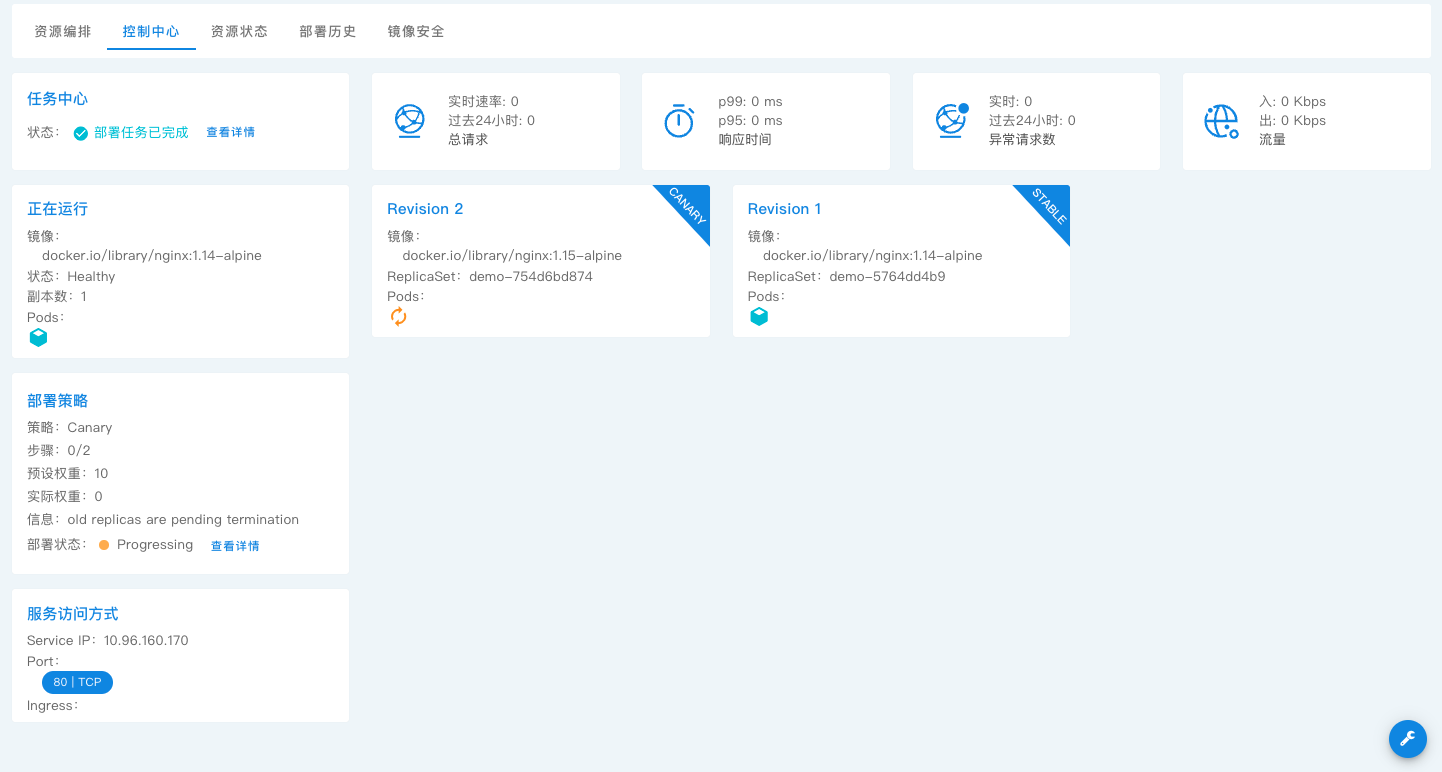 资源编排 控制中心 资源状态 部署历史 镜像安全
任务中心
状态： 部署任务已完成 查看详情
实时速率: 0
过去24小时: 0
总请求
p99: 0 ms
p95: 0 ms
响应时间
实时: 0
过去24小时: 0
异常请求数
入: 0 Kbps
出: 0 Kbps
流量
正在运行
镜像：
docker.io/library/nginx:1.14-alpine
状态：Healthy
副本数：1
Pods：
Revision 2
CANARY
镜像：
docker.io/library/nginx:1.15-alpine
ReplicaSet：demo-754d6bd874
Pods：
Revision 1
STABLE
镜像：
docker.io/library/nginx:1.14-alpine
ReplicaSet：demo-5764dd4b9
Pods：
部署策略
策略：Canary
步骤：0/2
预设权重：10
实际权重：0
信息：old replicas are pending termination
部署状态： Progressing 查看详情
服务访问方式
Service IP：10.96.160.170
Port：
80 | TCP
Ingress：